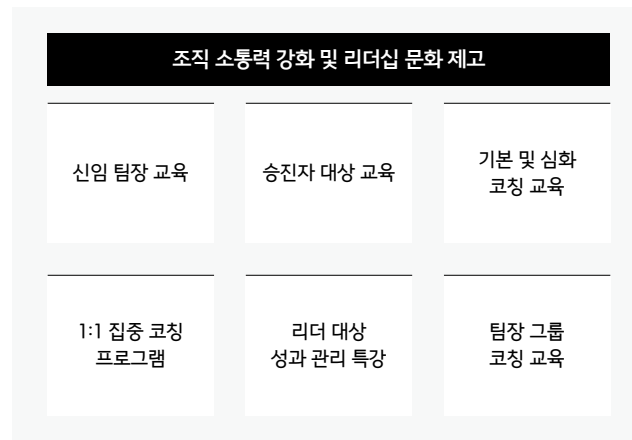 조직 소통력 강화 및 리더십 문화 제고
신임 팀장 교육
승진자 대상 교육
기본 및 심화
코칭 교육
1:1 집중 코칭
프로그램
리더 대상
성과 관리 특강
팀장 그룹
코칭 교육